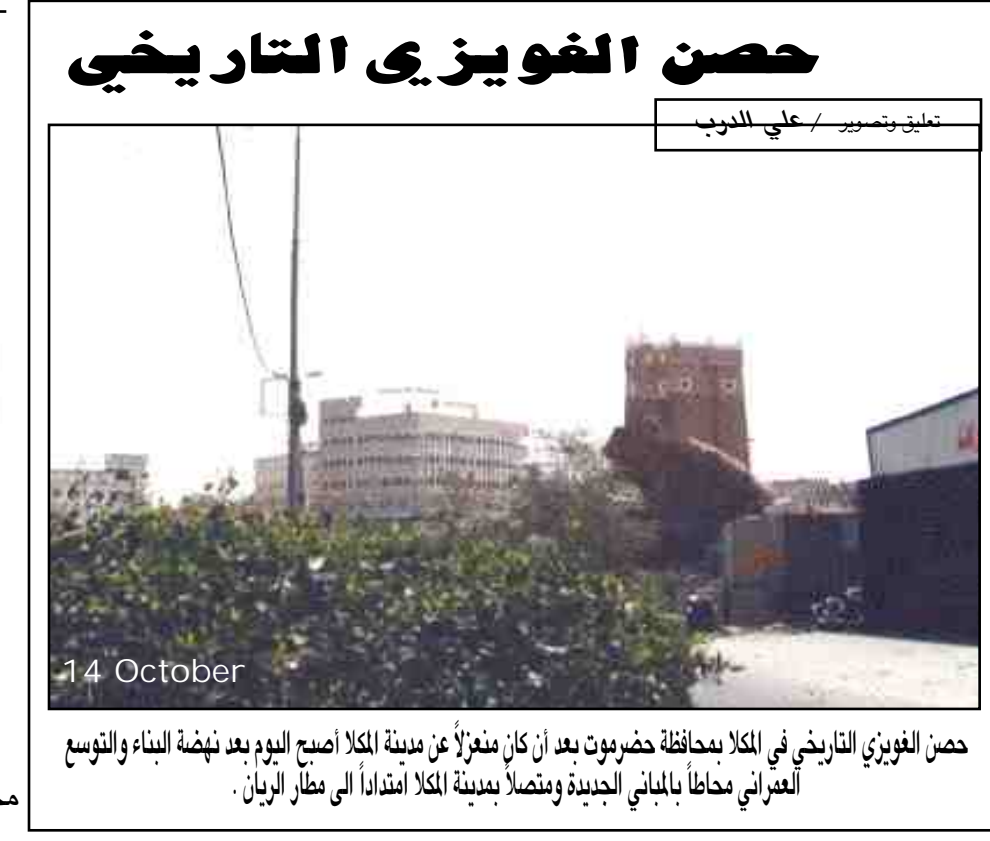 حصن الغويزي التاريخي
تعليق وتصوير / علي الدرب
14 October
حصن الغويزي التاريخي في المكلا بمحافظة حضرموت بعد أن كان منعزلاً عن مدينة المكلا أصبح اليوم بعد نهضة البناء والتوسع
العمراني محاطاً بالمباني الجديدة ومتصلاً بمدينة المكلا امتداداً الى مطار الريان .